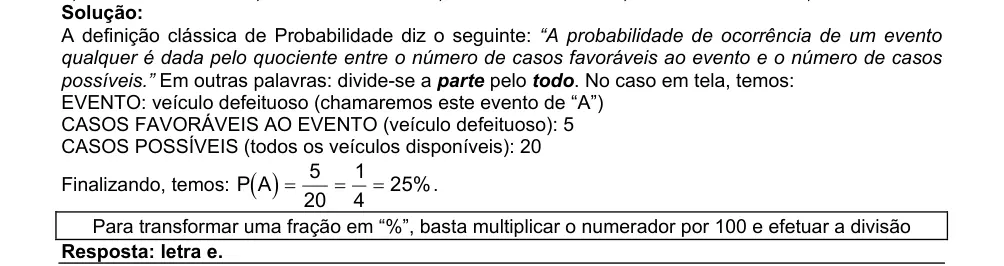 Solução:
A definição clássica de Probabilidade diz o seguinte: “A probabilidade de ocorrência de um evento
qualquer é dada pelo quociente entre o número de casos favoráveis ao evento e o número de casos
possíveis.” Em outras palavras: divide-se a parte pelo todo. No caso em tela, temos:
EVENTO: veículo defeituoso (chamaremos este evento de “A”)
CASOS FAVORÁVEIS AO EVENTO (veículo defeituoso): 5
CASOS POSSÍVEIS (todos os veículos disponíveis): 20
Finalizando, temos: P(A) = 5/20 = 1/4 = 25%.
Para transformar uma fração em “%”, basta multiplicar o numerador por 100 e efetuar a divisão
Resposta: letra e.